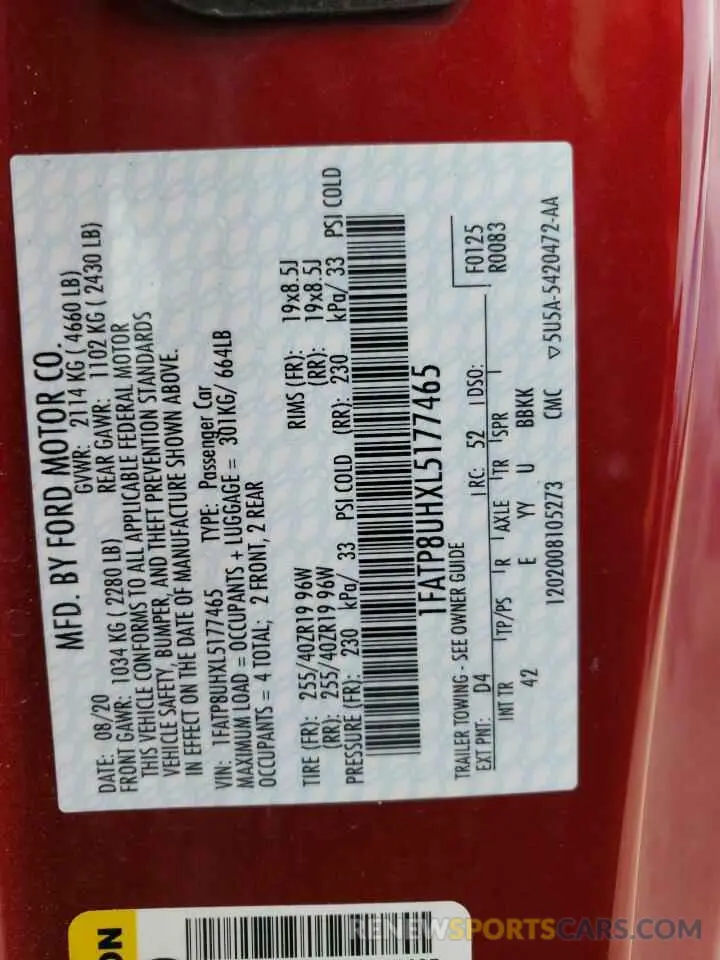 MFD. BY FORD MOTOR CO.
DATE: 08/20 GVWR: 2114 KG ( 4660 LB)
FRONT GAWR: 1034 KG ( 2280 LB) REAR GAWR: 1102 KG ( 2430 LB)
THIS VEHICLE CONFORMS TO ALL APPLICABLE FEDERAL MOTOR
VEHICLE SAFETY, BUMPER, AND THEFT PREVENTION STANDARDS
IN EFFECT ON THE DATE OF MANUFACTURE SHOWN ABOVE.
VIN: 1FATP8UHXL5177465 TYPE: Passenger Car
MAXIMUM LOAD = OCCUPANTS + LUGGAGE = 301KG/ 664LB
OCCUPANTS = 4 TOTAL; 2 FRONT, 2 REAR
TIRE (FR): 255/40ZR19 96W RIMS (FR): 19x8.5J
(RR): 255/40ZR19 96W (RR): 19x8.5J
PRESSURE (FR): 230 kPa/ 33 PSI COLD (RR): 230 kPa/ 33 PSI COLD
1FATP8UHXL5177465
TRAILER TOWING - SEE OWNER GUIDE
F0125
R0083
EXT PNT: D4 RC: 52 DSO:
INT TR TP/PS R AXLE TR SPR
42 E YY U BBKK
1202008105273 CMC ▽5U5A-5420472-AA
ON
RENEWSPORTSCARS.COM